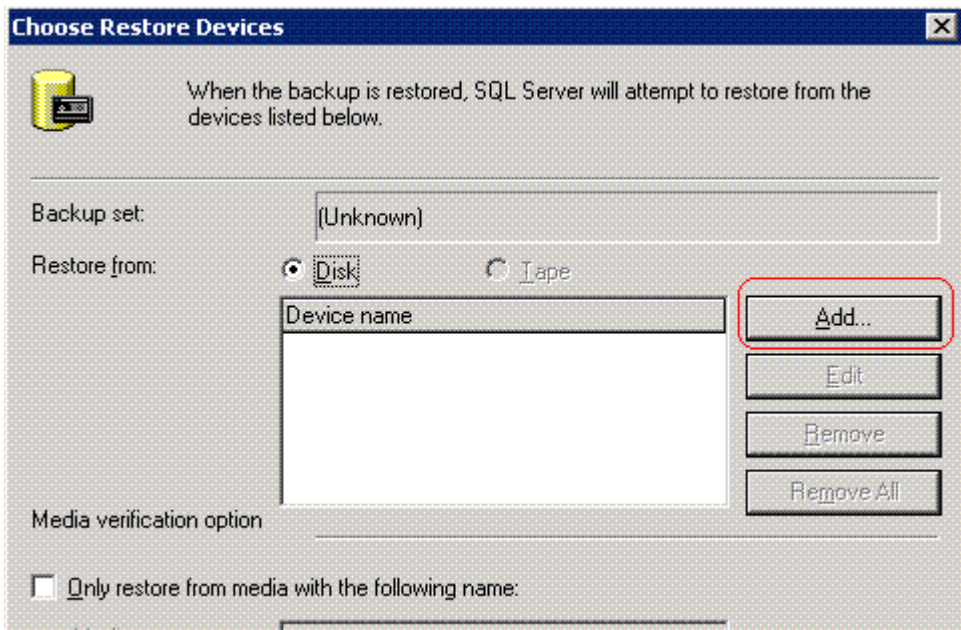 Choose Restore Devices
When the backup is restored, SQL Server will attempt to restore from the
devices listed below.
Backup set:
(Unknown)
Restore from:
Disk
Tape
Device name
Add...
Edit
Remove
Remove All
Media verification option
Only restore from media with the following name: